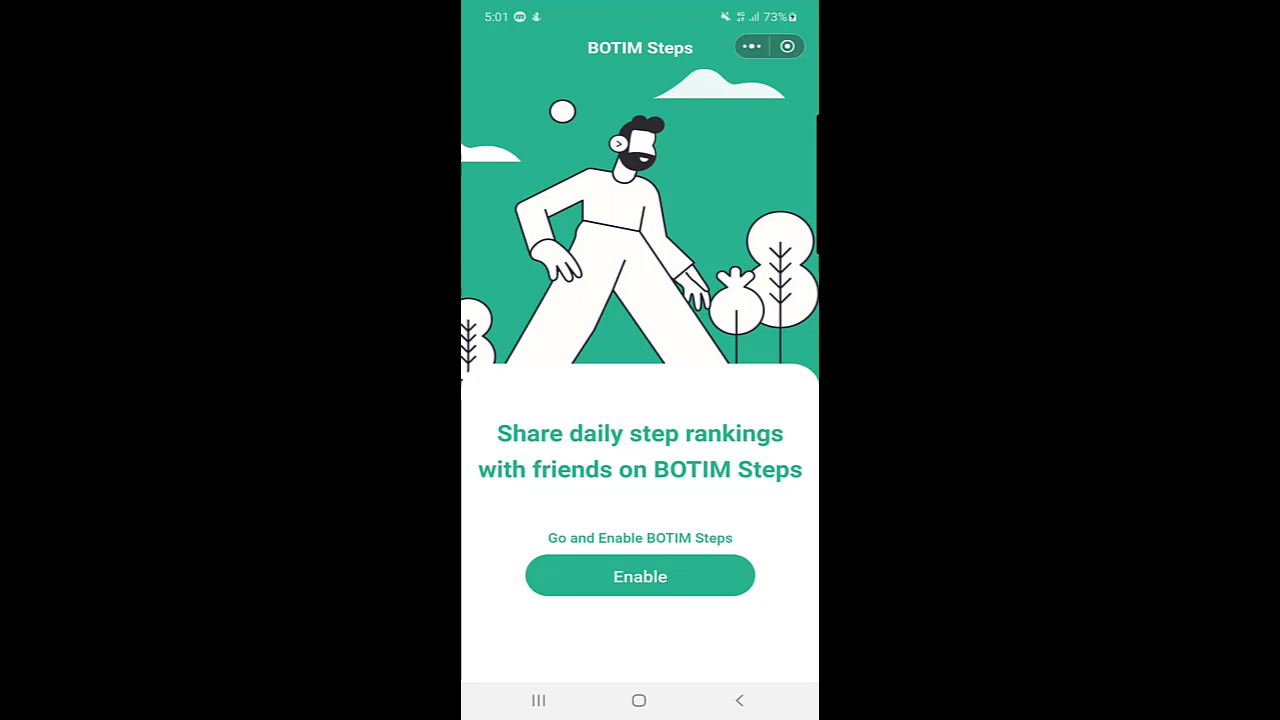 5:01 73%
BOTIM Steps
Share daily step rankings
with friends on BOTIM Steps
Go and Enable BOTIM Steps
Enable